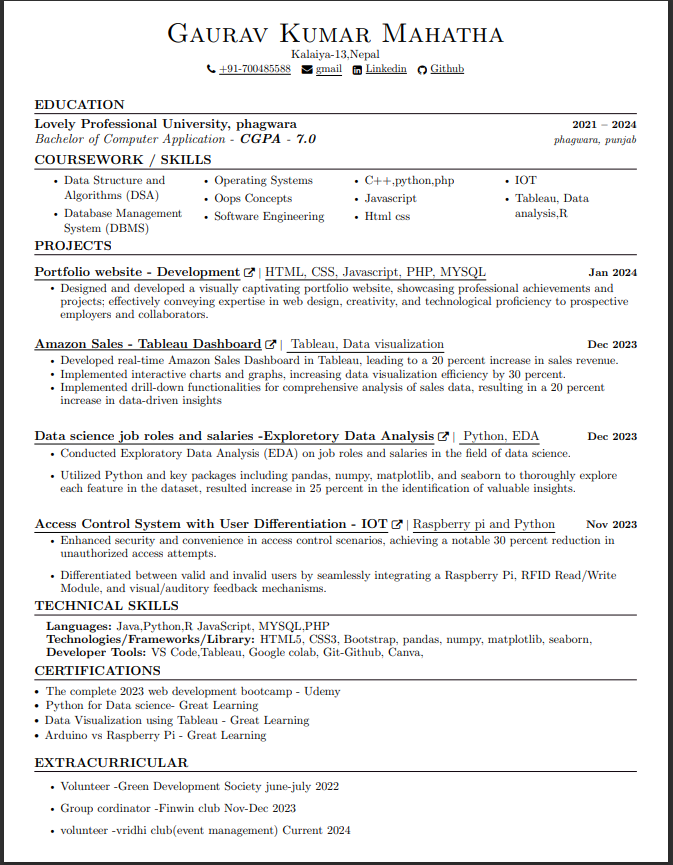 Gaurav Kumar Mahatha
Kalaiya-13,Nepal
+91-700485588 gmail Linkedin Github
EDUCATION
Lovely Professional University, phagwara 2021 – 2024
Bachelor of Computer Application - CGPA - 7.0 phagwara, punjab
COURSEWORK / SKILLS
• Data Structure and Algorithms (DSA)
• Database Management System (DBMS)
• Operating Systems
• Oops Concepts
• Software Engineering
• C++,python,php
• Javascript
• Html css
• IOT
• Tableau, Data analysis,R
PROJECTS
Portfolio website - Development | HTML, CSS, Javascript, PHP, MYSQL Jan 2024
• Designed and developed a visually captivating portfolio website, showcasing professional achievements and
projects; effectively conveying expertise in web design, creativity, and technological proficiency to prospective
employers and collaborators.
Amazon Sales - Tableau Dashboard | Tableau, Data visualization Dec 2023
• Developed real-time Amazon Sales Dashboard in Tableau, leading to a 20 percent increase in sales revenue.
• Implemented interactive charts and graphs, increasing data visualization efficiency by 30 percent.
• Implemented drill-down functionalities for comprehensive analysis of sales data, resulting in a 20 percent
increase in data-driven insights
Data science job roles and salaries -Exploretory Data Analysis | Python, EDA Dec 2023
• Conducted Exploratory Data Analysis (EDA) on job roles and salaries in the field of data science.
• Utilized Python and key packages including pandas, numpy, matplotlib, and seaborn to thoroughly explore
each feature in the dataset, resulted increase in 25 percent in the identification of valuable insights.
Access Control System with User Differentiation - IOT | Raspberry pi and Python Nov 2023
• Enhanced security and convenience in access control scenarios, achieving a notable 30 percent reduction in
unauthorized access attempts.
• Differentiated between valid and invalid users by seamlessly integrating a Raspberry Pi, RFID Read/Write
Module, and visual/auditory feedback mechanisms.
TECHNICAL SKILLS
Languages: Java,Python,R JavaScript, MYSQL,PHP
Technologies/Frameworks/Library: HTML5, CSS3, Bootstrap, pandas, numpy, matplotlib, seaborn,
Developer Tools: VS Code,Tableau, Google colab, Git-Github, Canva,
CERTIFICATIONS
• The complete 2023 web development bootcamp - Udemy
• Python for Data science- Great Learning
• Data Visualization using Tableau - Great Learning
• Arduino vs Raspberry Pi - Great Learning
EXTRACURRICULAR
• Volunteer -Green Development Society june-july 2022
• Group cordinator -Finwin club Nov-Dec 2023
• volunteer -vridhi club(event management) Current 2024